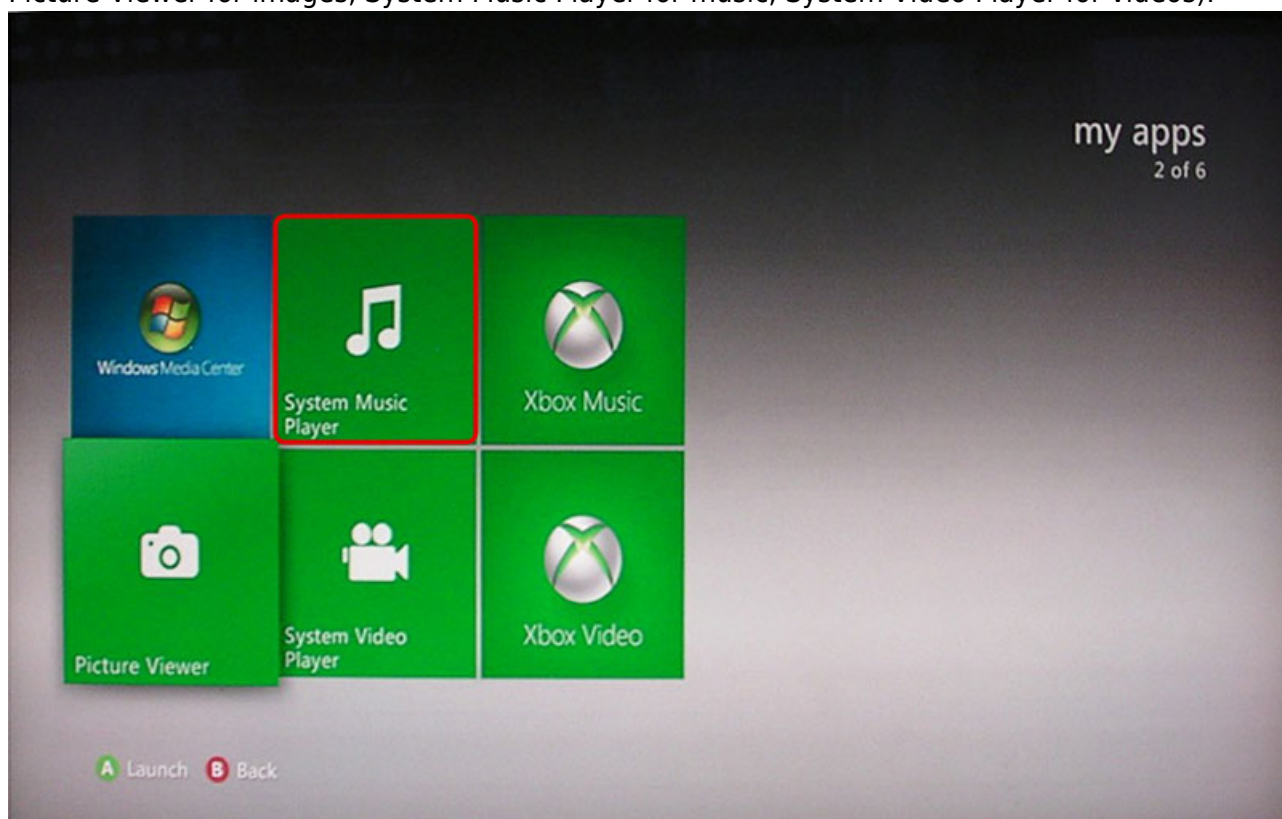 Picture Viewer for images, System Music Player for music, System Video Player for videos).
my apps
2 of 6
Windows Media Center
System Music
Player
Xbox Music
Picture Viewer
System Video
Player
Xbox Video
A Launch B Back